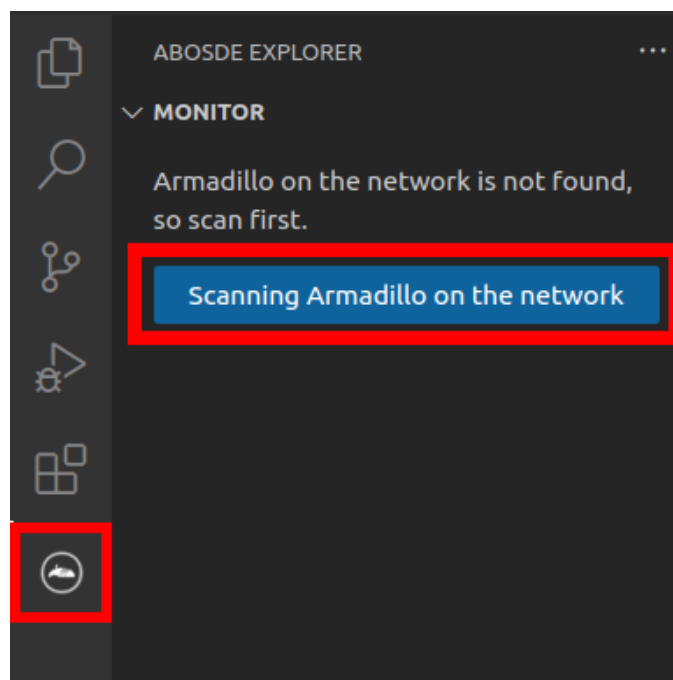 ABOSDE EXPLORER
MONITOR
Armadillo on the network is not found,
so scan first.
Scanning Armadillo on the network